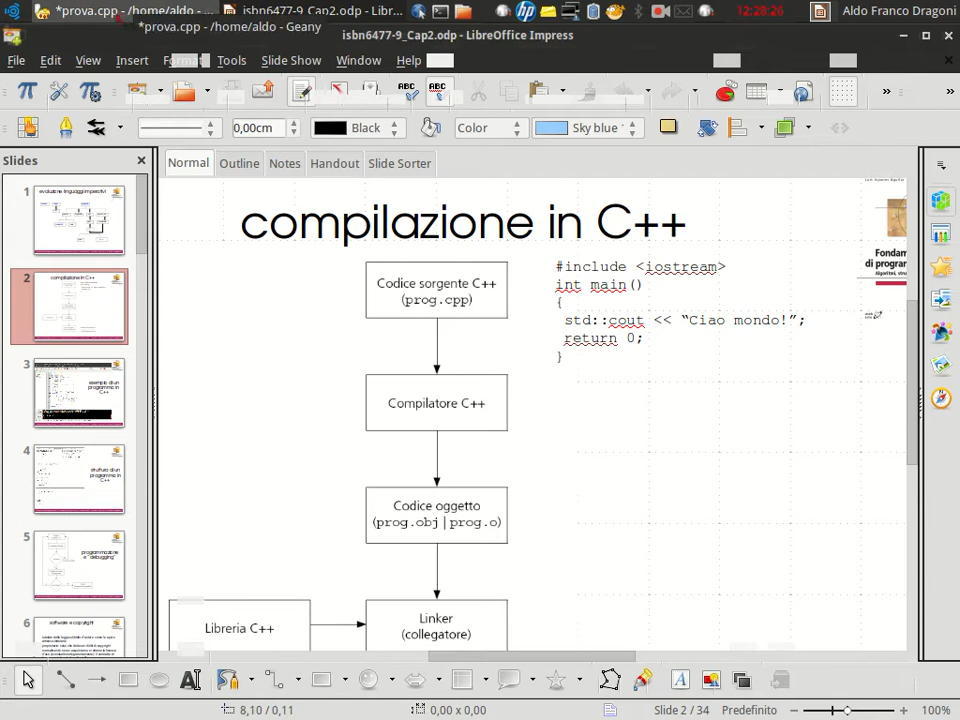 *prova.cpp - /home/aldo - ...
isbn6477-9_Cap2.odp - Libr...
12:28:26
Aldo Franco Dragoni
*prova.cpp - /home/aldo - Geany
isbn6477-9_Cap2.odp - LibreOffice Impress
File Edit View Insert Format Tools Slide Show Window Help
0,00cm
Black
Color
Sky blue
Slides
Normal Outline Notes Handout Slide Sorter
1
evoluzione linguaggi imperativi
2
compilazione in C++
3
esempio di un
programma in
C++
4
struttura di un
programma in
C++
5
programmazione
e "debugging"
6
software e copyright
compilazione in C++
Codice sorgente C++
(prog.cpp)
Compilatore C++
Codice oggetto
(prog.obj|prog.o)
Libreria C++
Linker
(collegatore)
#include <iostream>
int main()
{
std::cout << “Ciao mondo!”;
return 0;
}
Fondam
di progra
8,10 / 0,11
0,00 x 0,00
Slide 2 / 34
Predefinito
100%